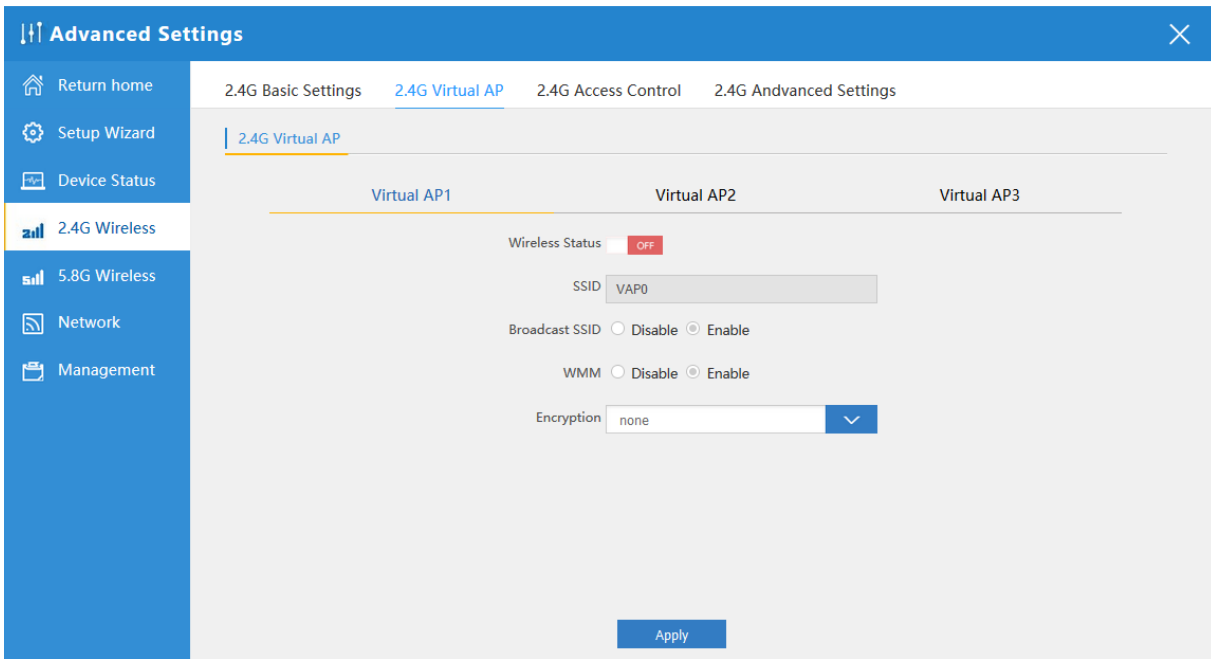 Advanced Settings
Return home
Setup Wizard
Device Status
2.4G Wireless
5.8G Wireless
Network
Management
2.4G Basic Settings 2.4G Virtual AP 2.4G Access Control 2.4G Andvanced Settings
2.4G Virtual AP
Virtual AP1 Virtual AP2 Virtual AP3
Wireless Status OFF
SSID VAP0
Broadcast SSID Disable Enable
WMM Disable Enable
Encryption none
Apply